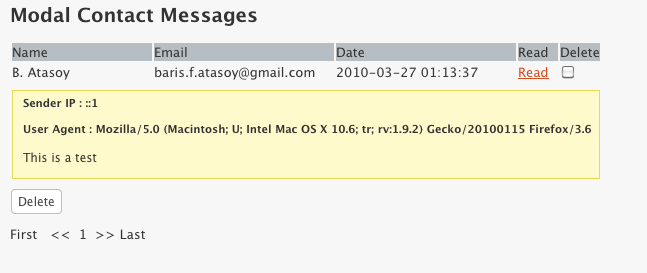 Modal Contact Messages
Name Email Date Read Delete
B. Atasoy baris.f.atasoy@gmail.com 2010-03-27 01:13:37 Read
Sender IP : ::1
User Agent : Mozilla/5.0 (Macintosh; U; Intel Mac OS X 10.6; tr; rv:1.9.2) Gecko/20100115 Firefox/3.6
This is a test
Delete
First << 1 >> Last